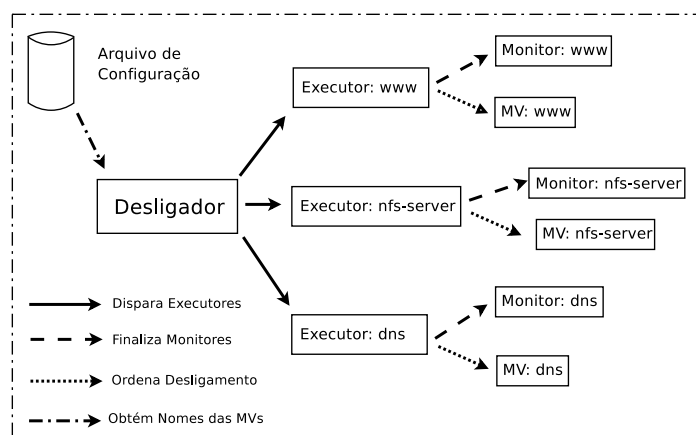 Arquivo de
Configuração
Monitor: www
Executor: www
MV: www
Desligador
Monitor: nfs-server
Executor: nfs-server
MV: nfs-server
Monitor: dns
Executor: dns
MV: dns
Dispara Executores
Finaliza Monitores
Ordena Desligamento
Obtém Nomes das MVs